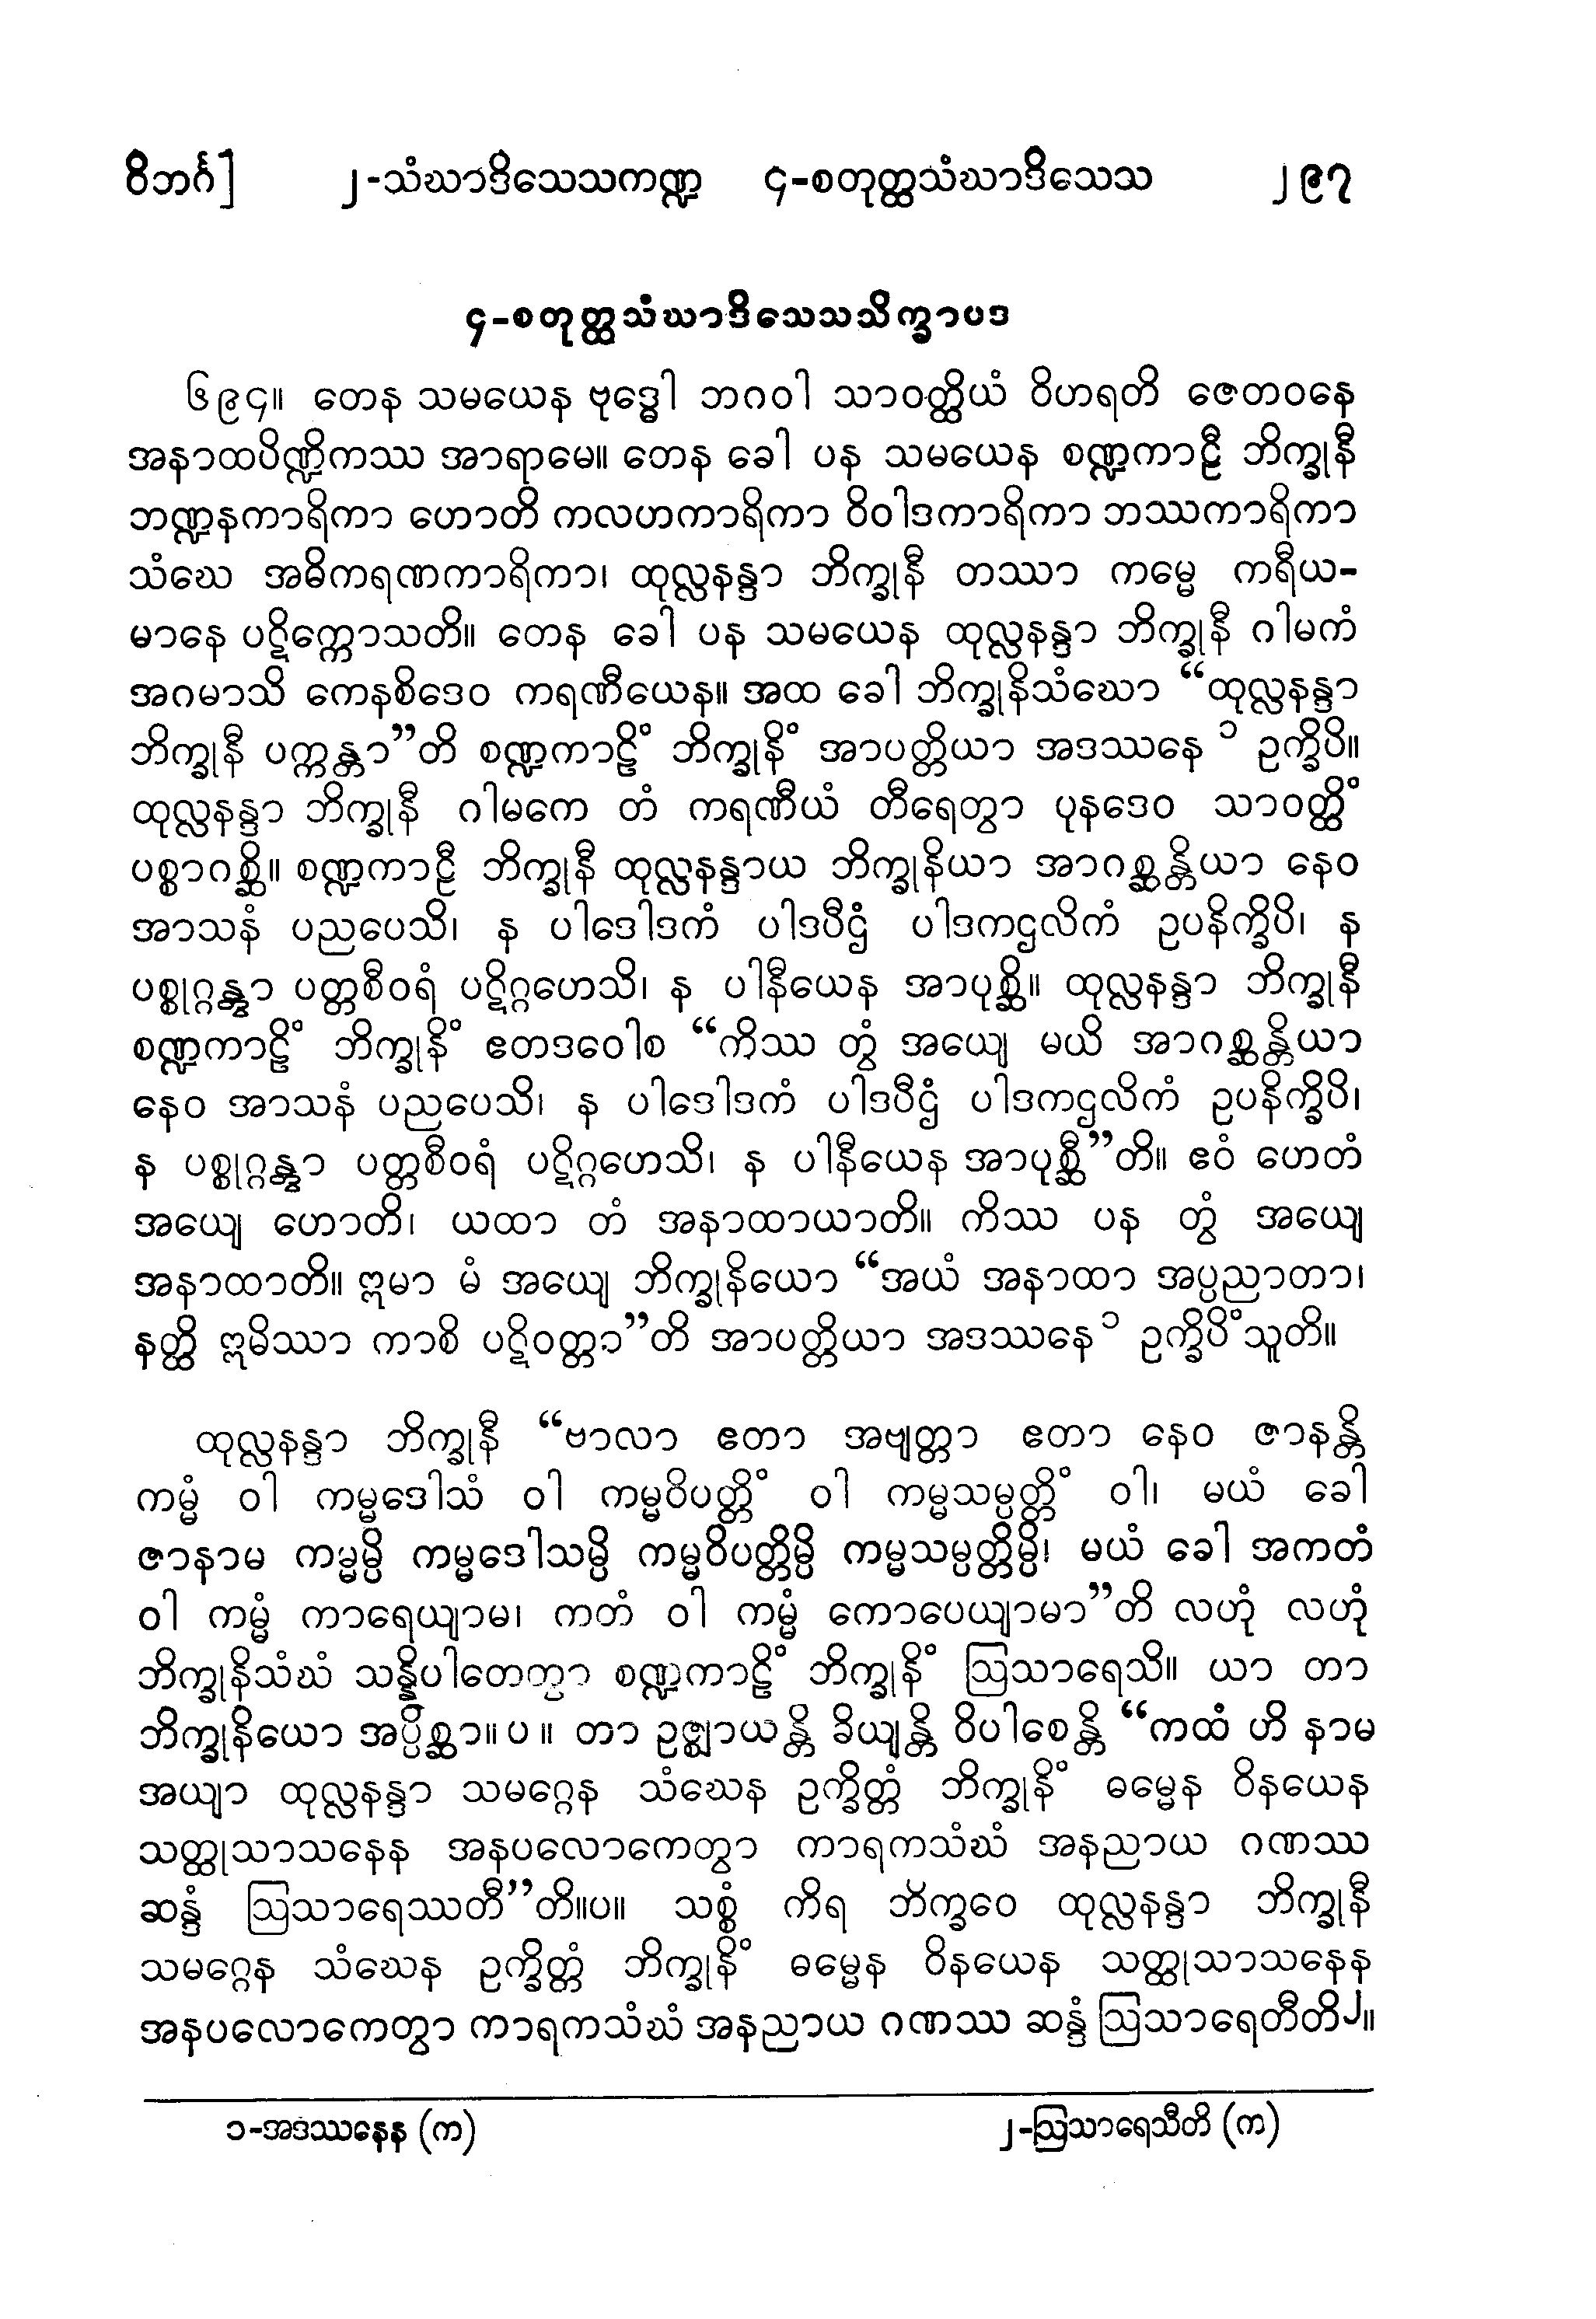 ဝိဘင်္ဂ] ၂-သံဃာဒိသေသကဏ္ဍ ၄-စတုတ္ထသံဃာဒိသေသ ၂၉၇
၄-စတုတ္ထသံဃာဒိသေသသိက္ခာပဒ
၆၉၄။ တေန သမယေန ဗုဒ္ဓေါ ဘဂဝါ သာဝတ္ထိယံ ဝိဟရတိ ဇေတဝနေ
အနာထပိဏ္ဍိကဿ အာရာမေ။ တေန ခေါ ပန သမယေန စဏ္ဍကာဠီ ဘိက္ခုနီ
ဘဏ္ဍနကာရိကာ ဟောတိ ကလဟကာရိကာ ဝိဝါဒကာရိကာ ဘဿကာရိကာ
သံဃေ အဓိကရဏကာရိကာ၊ ထုလ္လနန္ဒာ ဘိက္ခုနီ တဿာ ကမ္မေ ကရီယ-
မာနေ ပဋိက္ကောသတိ။ တေန ခေါ ပန သမယေန ထုလ္လနန္ဒာ ဘိက္ခုနီ ဂါမကံ
အဂမာသိ ကေနစိဒေဝ ကရဏီယေန။ အထ ခေါ ဘိက္ခုနိသံဃော “ထုလ္လနန္ဒာ
ဘိက္ခုနီ ပက္ကန္တာ”တိ စဏ္ဍကာဠိံ ဘိက္ခုနိံ အာပတ္တိယာ အဒဿနေ ၁ ဥက္ခိပိ။
ထုလ္လနန္ဒာ ဘိက္ခုနီ ဂါမကေ တံ ကရဏီယံ တီရေတွာ ပုနဒေဝ သာဝတ္ထိံ
ပစ္စာဂစ္ဆိ။ စဏ္ဍကာဠီ ဘိက္ခုနီ ထုလ္လနန္ဒာယ ဘိက္ခုနိယာ အာဂစ္ဆန္တိယာ နေဝ
အာသနံ ပညပေသိ၊ န ပါဒေါဒကံ ပါဒပီဌံ ပါဒကဌလိကံ ဥပနိက္ခိပိ၊ န
ပစ္စုဂ္ဂန္တွာ ပတ္တစီဝရံ ပဋိဂ္ဂဟေသိ၊ န ပါနီယေန အာပုစ္ဆိ။ ထုလ္လနန္ဒာ ဘိက္ခုနီ
စဏ္ဍကာဠိံ ဘိက္ခုနိံ ဧတဒဝေါစ “ကိဿ တွံ အယျေ မယိ အာဂစ္ဆန္တိယာ
နေဝ အာသနံ ပညပေသိ၊ န ပါဒေါဒကံ ပါဒပီဌံ ပါဒကဌလိကံ ဥပနိက္ခိပိ၊
န ပစ္စုဂ္ဂန္တွာ ပတ္တစီဝရံ ပဋိဂ္ဂဟေသိ၊ န ပါနီယေန အာပုစ္ဆီ”တိ။ ဧဝံ ဟေတံ
အယျေ ဟောတိ၊ ယထာ တံ အနာထာယာတိ။ ကိဿ ပန တွံ အယျေ
အနာထာတိ။ ဣမာ မံ အယျေ ဘိက္ခုနိယော “အယံ အနာထာ အပ္ပညာတာ၊
နတ္ထိ ဣမိဿာ ကာစိ ပဋိဝတ္တာ”တိ အာပတ္တိယာ အဒဿနေ ၁ ဥက္ခိပိံသူတိ။
ထုလ္လနန္ဒာ ဘိက္ခုနီ “ဗာလာ ဧတာ အဗျတ္တာ ဧတာ နေဝ ဇာနန္တိ
ကမ္မံ ဝါ ကမ္မဒေါသံ ဝါ ကမ္မဝိပတ္တိံ ဝါ ကမ္မသမ္ပတ္တိံ ဝါ၊ မယံ ခေါ
ဇာနာမ ကမ္မမ္ပိ ကမ္မဒေါသမ္ပိ ကမ္မဝိပတ္တိမ္ပိ ကမ္မသမ္ပတ္တိမ္ပိ၊ မယံ ခေါ အကတံ
ဝါ ကမ္မံ ကာရေယျာမ၊ ကတံ ဝါ ကမ္မံ ကောပေယျာမာ”တိ လဟုံ လဟုံ
ဘိက္ခုနိသံဃံ သန္နိပါတေတွာ စဏ္ဍကာဠိံ ဘိက္ခုနိံ ဩသာရေသိ။ ယာ တာ
ဘိက္ခုနိယော အပ္ပိစ္ဆာ။ ပ ။ တာ ဥဇ္ဈာယန္တိ ခိယျန္တိ ဝိပါစေန္တိ “ကထံ ဟိ နာမ
အယျာ ထုလ္လနန္ဒာ သမဂ္ဂေန သံဃေန ဥက္ခိတ္တံ ဘိက္ခုနိံ ဓမ္မေန ဝိနယေန
သတ္ထုသာသနေန အနပလောကေတွာ ကာရကသံဃံ အနညာယ ဂဏဿ
ဆန္ဒံ ဩသာရေဿတီ”တိ။ပ။ သစ္စံ ကိရ ဘိက္ခဝေ ထုလ္လနန္ဒာ ဘိက္ခုနီ
သမဂ္ဂေန သံဃေန ဥက္ခိတ္တံ ဘိက္ခုနိံ ဓမ္မေန ဝိနယေန သတ္ထုသာသနေန
အနပလောကေတွာ ကာရကသံဃံ အနညာယ ဂဏဿ ဆန္ဒံ ဩသာရေတီတိ၂။
၁-အဒဿနေန (က) ၂-ဩသာရေသီတိ (က)